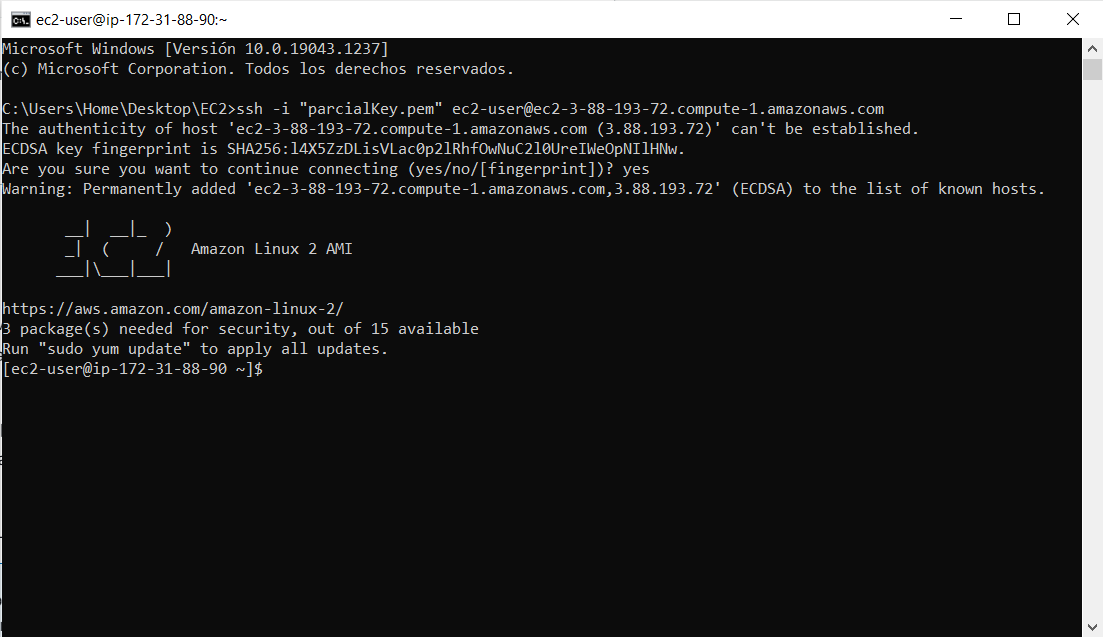 ec2-user@ip-172-31-88-90:~
Microsoft Windows [Versión 10.0.19043.1237]
(c) Microsoft Corporation. Todos los derechos reservados.
C:\Users\Home\Desktop\EC2>ssh -i "parcialKey.pem" ec2-user@ec2-3-88-193-72.compute-1.amazonaws.com
The authenticity of host 'ec2-3-88-193-72.compute-1.amazonaws.com (3.88.193.72)' can't be established.
ECDSA key fingerprint is SHA256:l4X5ZzDLisVLac0p2lRhfOwNuC2l0UreIWeOpNIlHNw.
Are you sure you want to continue connecting (yes/no/[fingerprint])? yes
Warning: Permanently added 'ec2-3-88-193-72.compute-1.amazonaws.com,3.88.193.72' (ECDSA) to the list of known hosts.
       __|  __|_  )
       _|  (     /   Amazon Linux 2 AMI
      ___|\___|___|
https://aws.amazon.com/amazon-linux-2/
3 package(s) needed for security, out of 15 available
Run "sudo yum update" to apply all updates.
[ec2-user@ip-172-31-88-90 ~]$